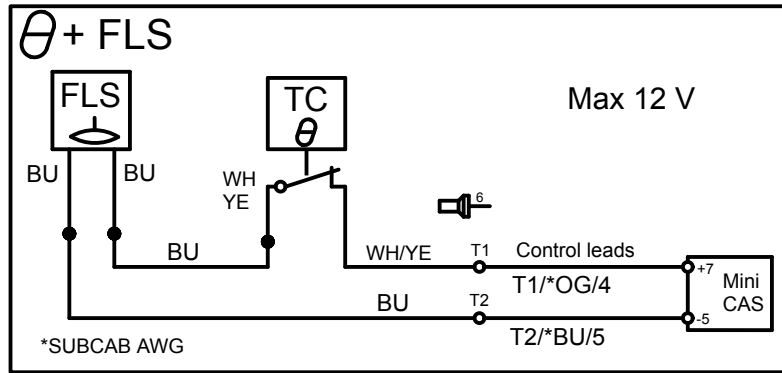 θ + FLS
FLS
TC
θ
Max 12 V
BU
BU
WH
YE
6
BU
WH/YE
T1
Control leads
+7
T1/*OG/4
Mini
CAS
BU
T2
-5
T2/*BU/5
*SUBCAB AWG